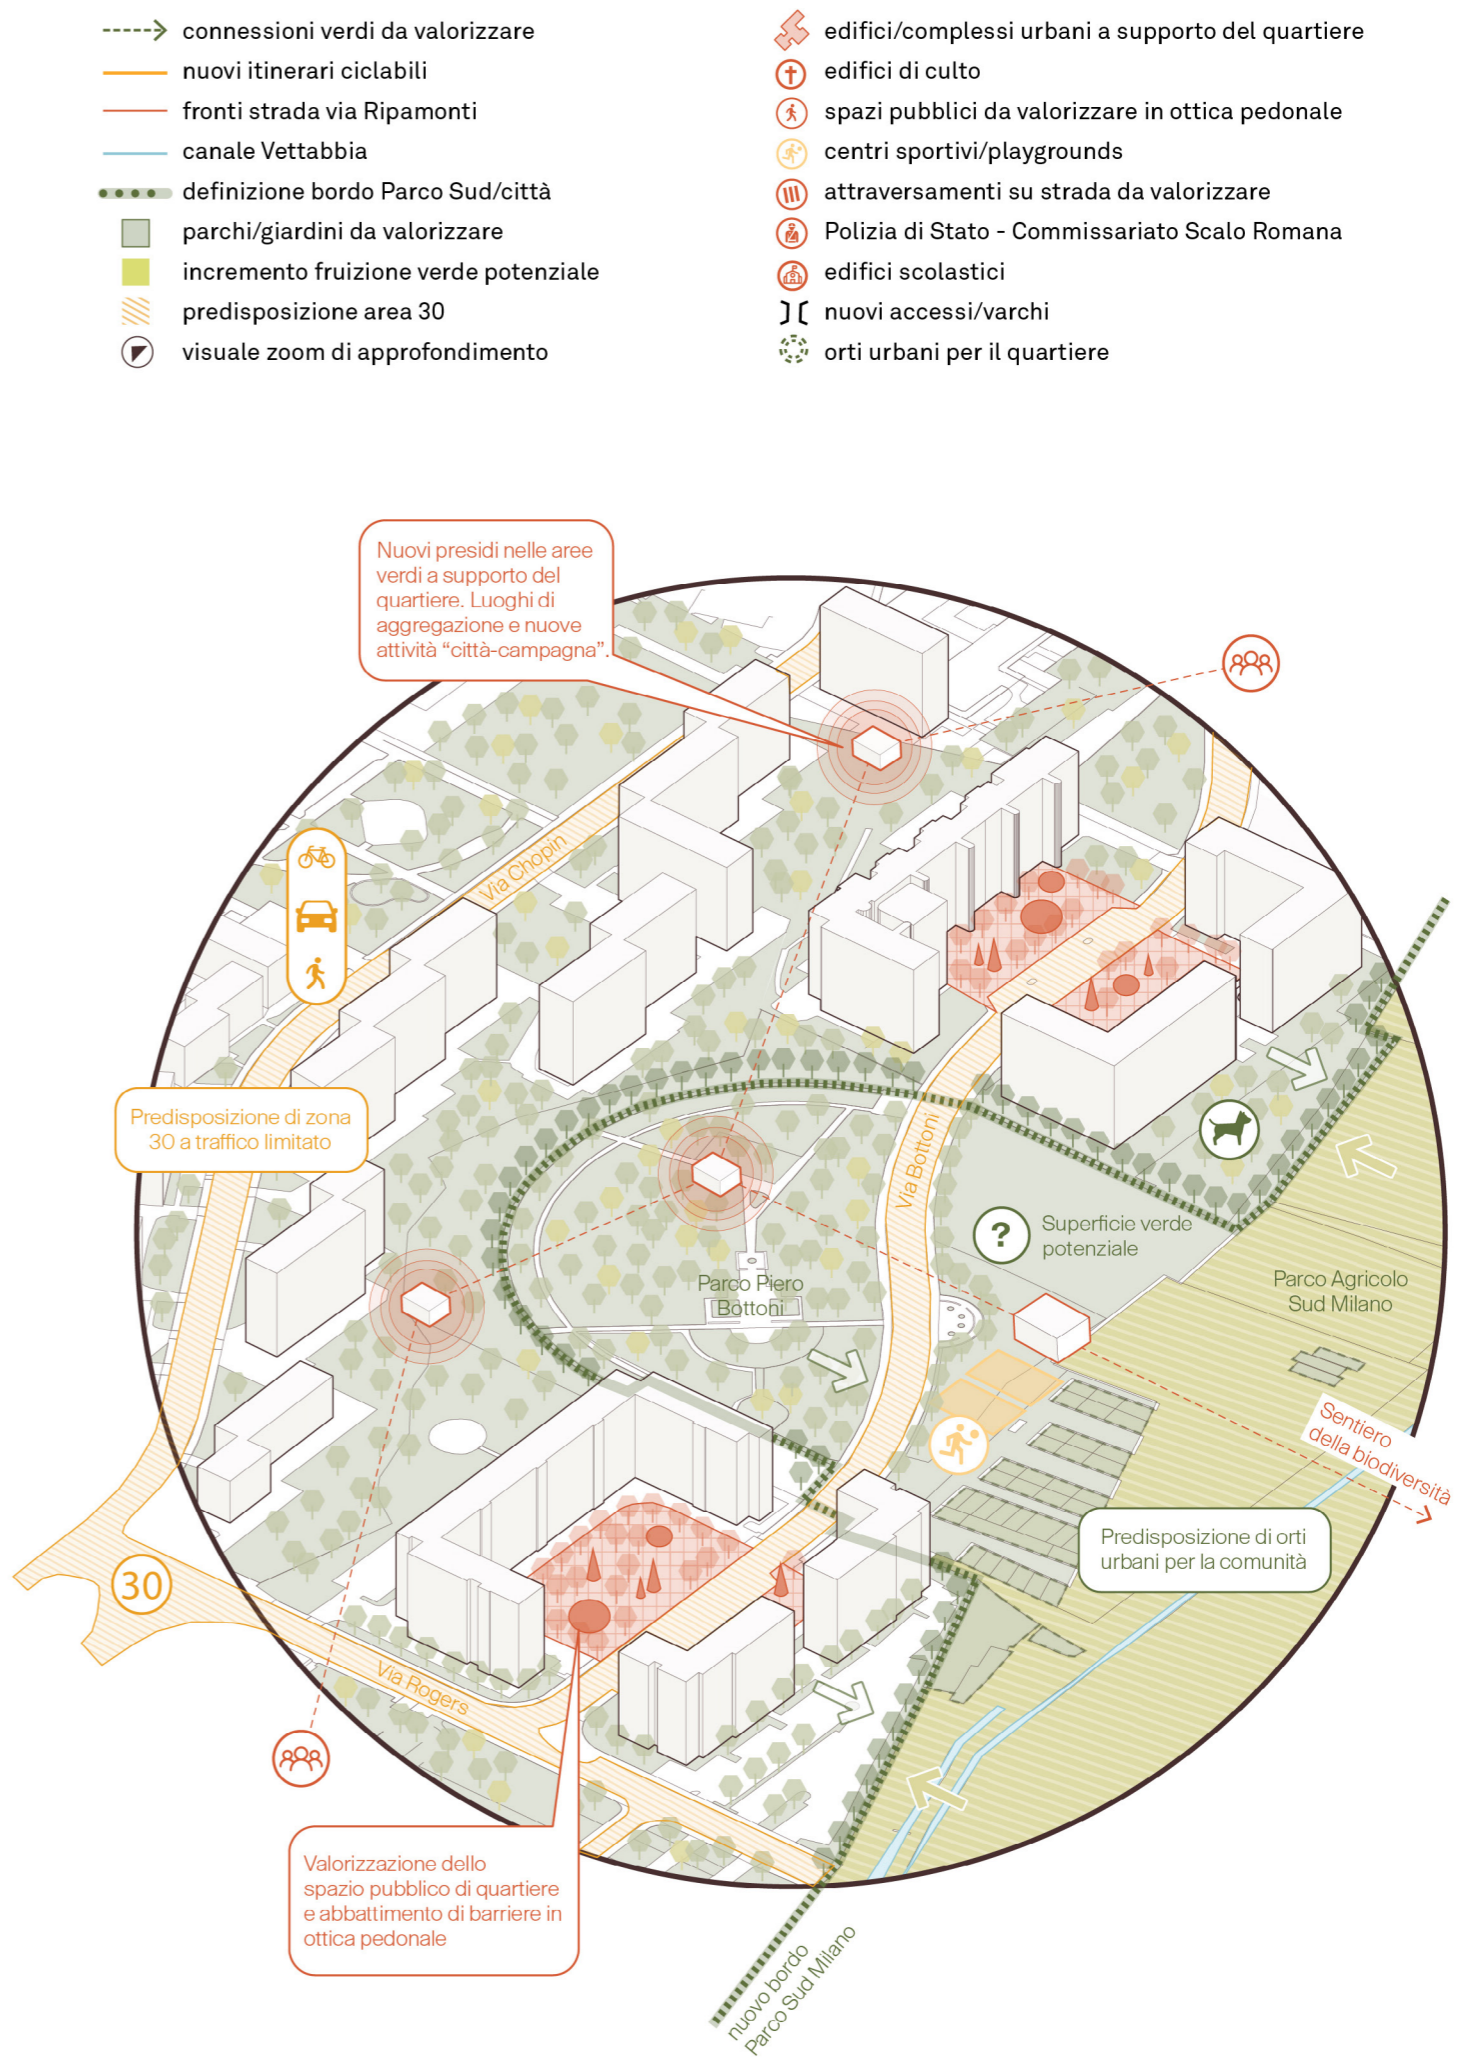 connessioni verdi da valorizzare
nuovi itinerari ciclabili
fronti strada via Ripamonti
canale Vettabbia
definizione bordo Parco Sud/città
parchi/giardini da valorizzare
incremento fruizione verde potenziale
predisposizione area 30
visuale zoom di approfondimento
edifici/complessi urbani a supporto del quartiere
edifici di culto
spazi pubblici da valorizzare in ottica pedonale
centri sportivi/playgrounds
attraversamenti su strada da valorizzare
Polizia di Stato - Commissariato Scalo Romana
edifici scolastici
nuovi accessi/varchi
orti urbani per il quartiere
Nuovi presidi nelle aree
verdi a supporto del
quartiere. Luoghi di
aggregazione e nuove
attività “città-campagna”.
Via Chopin
Predisposizione di zona
30 a traffico limitato
Via Bottoni
?
Superficie verde
potenziale
Parco Piero
Bottoni
Parco Agricolo
Sud Milano
Sentiero
della biodiversità
Predisposizione di orti
urbani per la comunità
30
Via Rogers
Valorizzazione dello
spazio pubblico di quartiere
e abbattimento di barriere in
ottica pedonale
nuovo bordo
Parco Sud Milano